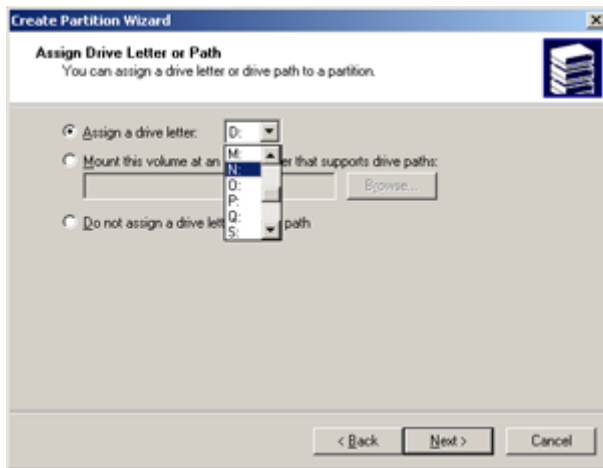 Create Partition Wizard
Assign Drive Letter or Path
You can assign a drive letter or drive path to a partition.
Assign a drive letter: D:
M:
Mount this volume at an er that supports drive paths:
N:
O:
Browse...
P:
Q:
Do not assign a drive lett path
S:
< Back Next > Cancel